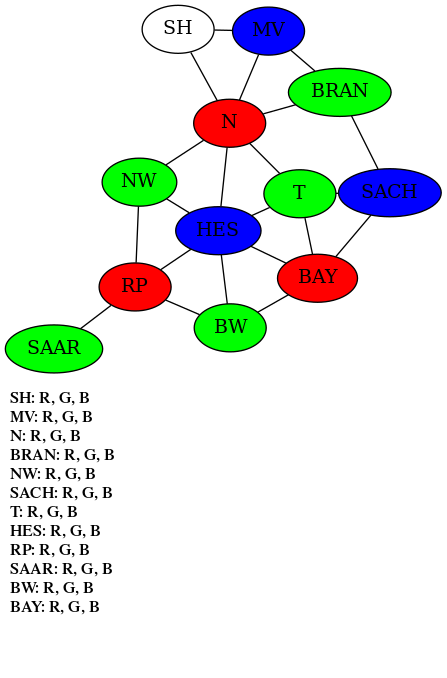 SH
MV
BRAN
N
NW
T
SACH
HES
BAY
RP
BW
SAAR
SH: R, G, B
MV: R, G, B
N: R, G, B
BRAN: R, G, B
NW: R, G, B
SACH: R, G, B
T: R, G, B
HES: R, G, B
RP: R, G, B
SAAR: R, G, B
BW: R, G, B
BAY: R, G, B